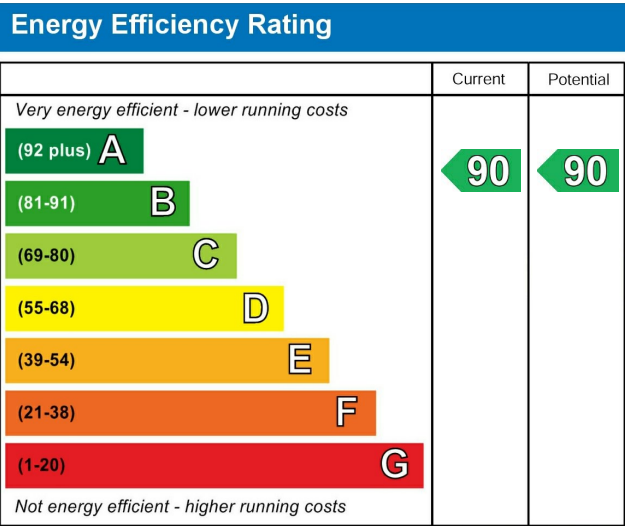 Energy Efficiency Rating
Current Potential
Very energy efficient - lower running costs
(92 plus) A
90 90
(81-91) B
(69-80) C
(55-68) D
(39-54) E
(21-38) F
(1-20) G
Not energy efficient - higher running costs